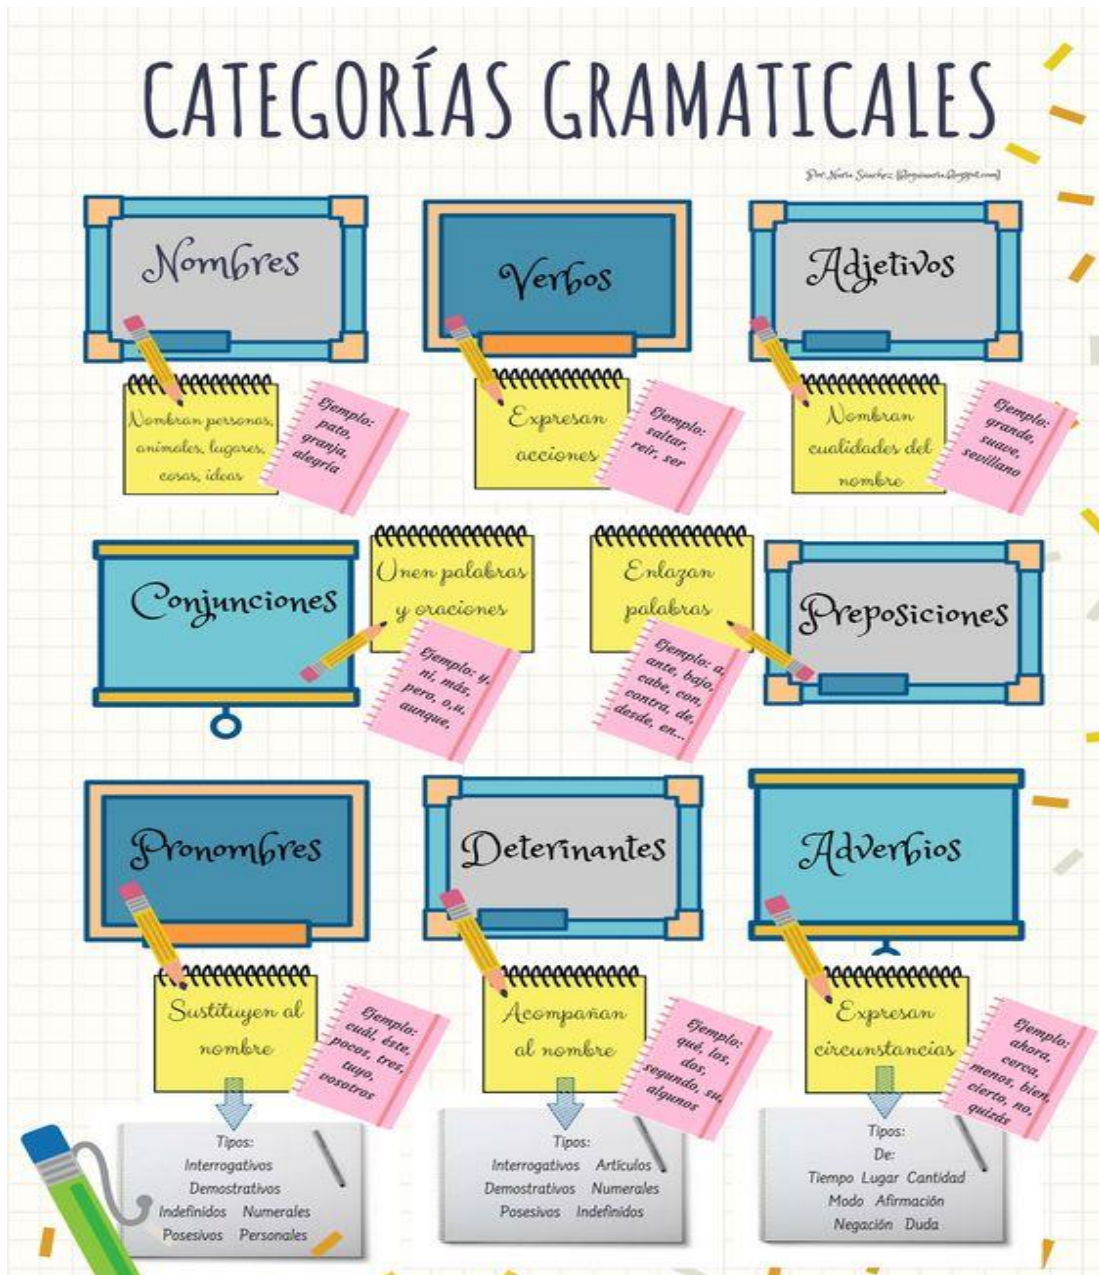 CATEGORÍAS GRAMATICALES
Por Nuria Sánchez
Nombres
Nombran personas,
animales, lugares,
cosas, ideas
Ejemplo:
pato,
granja,
alegría
Verbos
Expresan
acciones
Ejemplo:
saltar,
reír, ser
Adjetivos
Nombran
cualidades del
nombre
Ejemplo:
grande,
suave,
sevillano
Conjunciones
Unen palabras
y oraciones
Ejemplo: y,
ni, más,
pero, o,u,
aunque,
Enlazan
palabras
Ejemplo: a,
ante, bajo,
cabe, con,
contra, de,
desde, en...
Preposiciones
Pronombres
Sustituyen al
nombre
Ejemplo:
cuál, éste,
pocos, tres,
tuyo,
vosotros
Tipos:
Interrogativos
Demostrativos
Indefinidos Numerales
Posesivos Personales
Deterinantes
Acompañan
al nombre
Ejemplo:
qué, los,
dos,
segundo, su,
algunos
Tipos:
Interrogativos Artículos
Demostrativos Numerales
Posesivos Indefinidos
Adverbios
Expresan
circunstancias
Ejemplo:
ahora,
cerca,
menos, bien,
cierto, no,
quizás
Tipos:
De:
Tiempo Lugar Cantidad
Modo Afirmación
Negación Duda